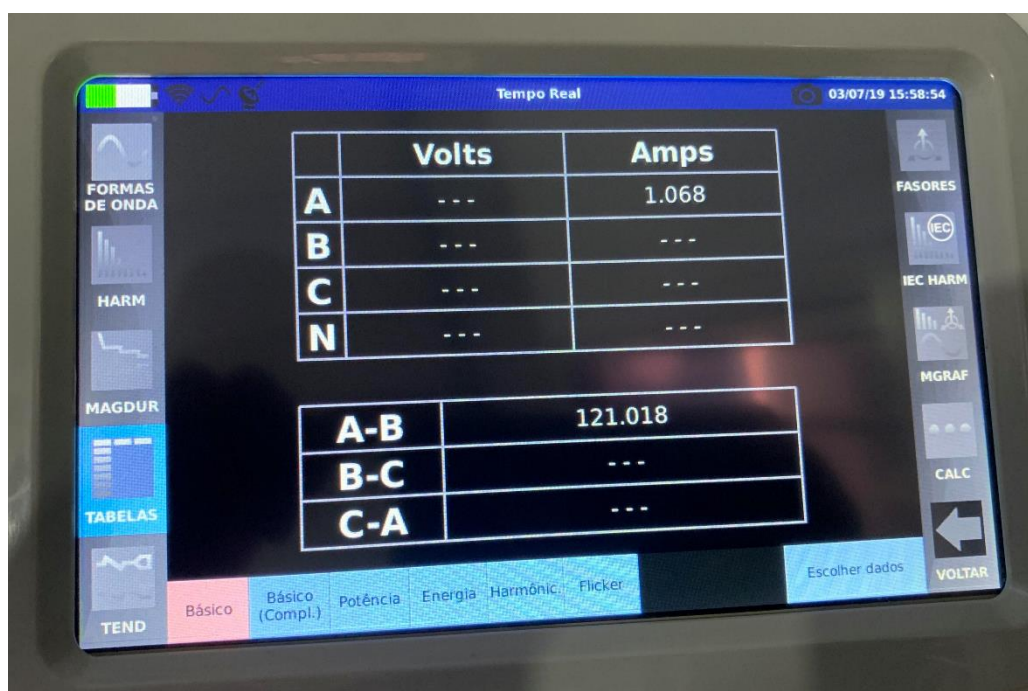 Tempo Real
03/07/19 15:58:54
FORMAS
DE ONDA
HARM
MAGDUR
TABELAS
TEND
Volts Amps
A - - - 1.068
B - - - - - -
C - - - - - -
N - - - - - -
A-B 121.018
B-C - - -
C-A - - -
FASORES
IEC
IEC HARM
MGRAF
CALC
VOLTAR
Básico
Básico
(Compl.)
Potência
Energia
Harmônic.
Flicker
Escolher dados